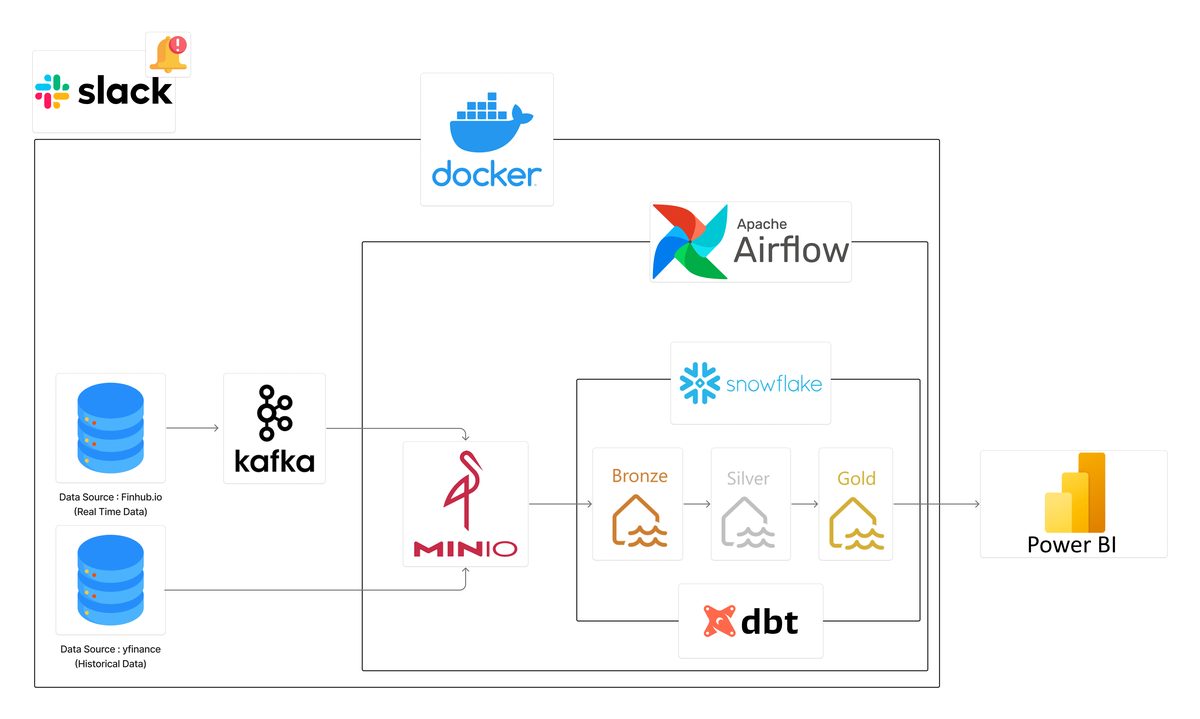 slack
docker
Apache
Airflow
snowflake
Bronze
Silver
Gold
kafka
Data Source : Finhub.io
(Real Time Data)
MINIO
Power BI
dbt
Data Source : yfinance
(Historical Data)